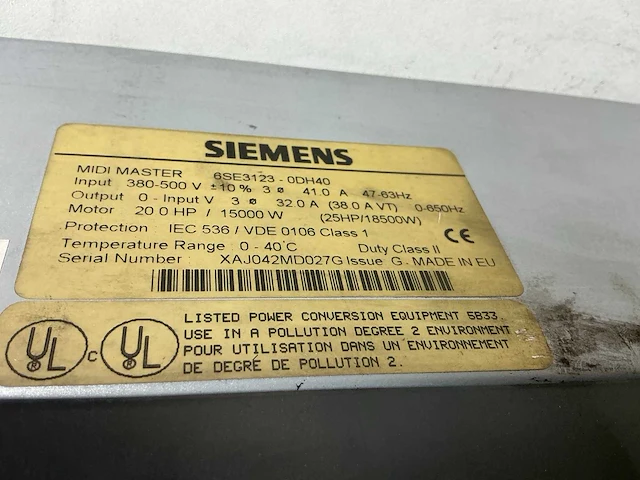 SIEMENS
MIDI MASTER 6SE3123-0DH40
Input 380-500 V ±10% 3 ø 41.0 A 47-63Hz
Output 0 - Input V 3 ø 32.0 A (38.0 A VT) 0-650Hz
Motor 20.0 HP / 15000 W (25HP/18500W)
Protection IEC 536 / VDE 0106 Class 1
CE
Temperature Range 0 - 40°C Duty Class II
Serial Number : XAJ042MD027G Issue G. MADE IN EU
UL c UL
LISTED POWER CONVERSION EQUIPMENT 5B33
USE IN A POLLUTION DEGREE 2 ENVIRONMENT
POUR UTILISATION DANS UN ENVIRONNEMENT
DE DEGRÉ DE POLLUTION 2.